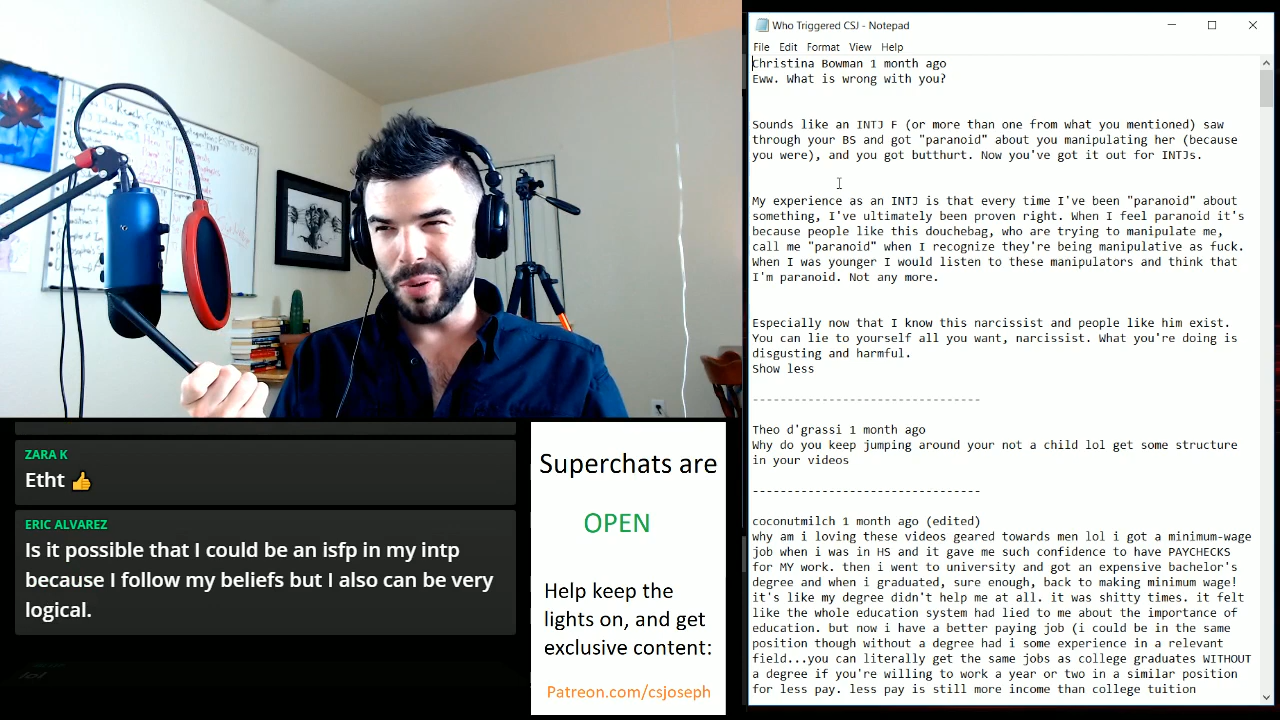 Who Triggered CSJ - Notepad
File Edit Format View Help
Christina Bowman 1 month ago
Eww. What is wrong with you?
Sounds like an INTJ F (or more than one from what you mentioned) saw
through your BS and got "paranoid" about you manipulating her (because
you were), and you got butthurt. Now you've got it out for INTJs.
My experience as an INTJ is that every time I've been "paranoid" about
something, I've ultimately been proven right. When I feel paranoid it's
because people like this douchebag, who are trying to manipulate me,
call me "paranoid" when I recognize they're being manipulative as fuck.
When I was younger I would listen to these manipulators and think that
I'm paranoid. Not any more.
Especially now that I know this narcissist and people like him exist.
You can lie to yourself all you want, narcissist. What you're doing is
disgusting and harmful.
Show less
-------------------------------
Theo d'grassi 1 month ago
Why do you keep jumping around your not a child lol get some structure
in your videos
-------------------------------
coconutmilch 1 month ago (edited)
why am i loving these videos geared towards men lol i got a minimum-wage
job when i was in HS and it gave me such confidence to have PAYCHECKS
for MY work. then i went to university and got an expensive bachelor's
degree and when i graduated, sure enough, back to making minimum wage!
it's like my degree didn't help me at all. it was shitty times. it felt
like the whole education system had lied to me about the importance of
education. but now i have a better paying job (i could be in the same
position though without a degree had i some experience in a relevant
field...you can literally get the same jobs as college graduates WITHOUT
a degree if you're willing to work a year or two in a similar position
for less pay. less pay is still more income than college tuition
ZARA K
Etht 👍
ERIC ALVAREZ
Is it possible that I could be an isfp in my intp
because I follow my beliefs but I also can be very
logical.
lol
Superchats are
OPEN
Help keep the
lights on, and get
exclusive content:
Patreon.com/csjoseph